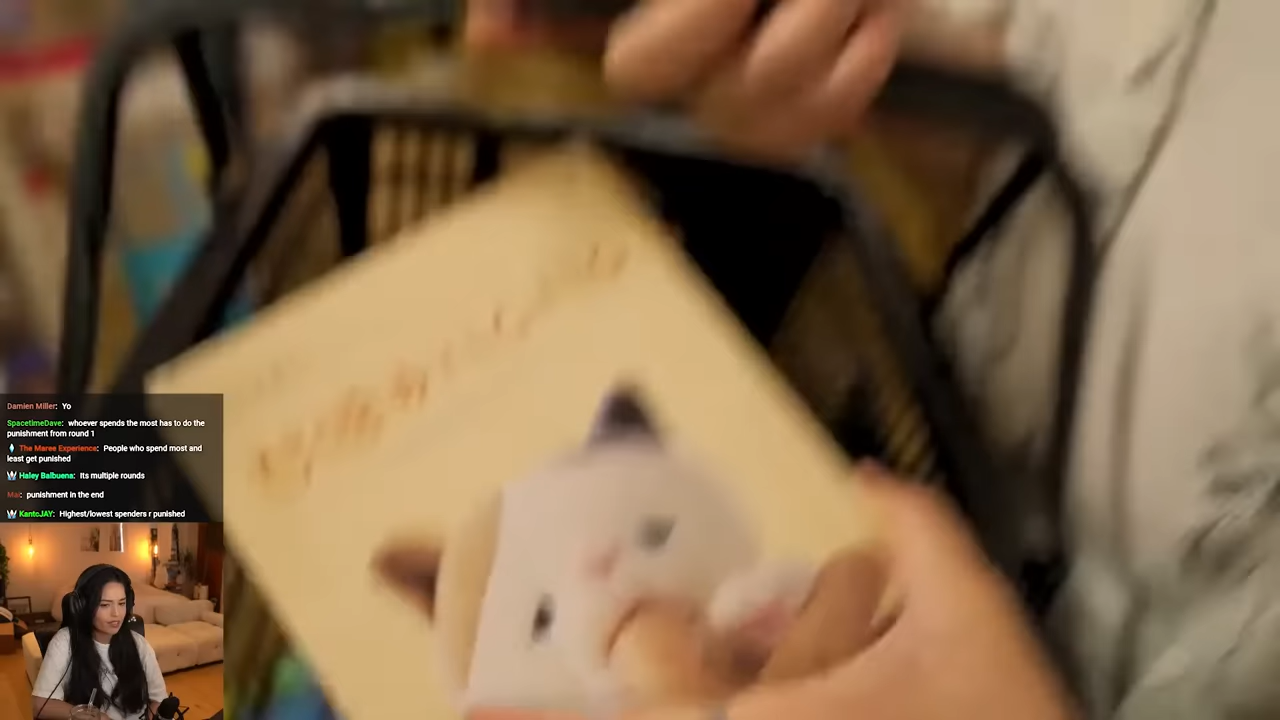 Damien Miller: Yo
SpacetimeDave: whoever spends the most has to do the
punishment from round 1
The Maree Experience: People who spend most and
least get punished
Haley Balbuena: Its multiple rounds
Mai: punishment in the end
KantcJAY: Highest/lowest spenders r punished